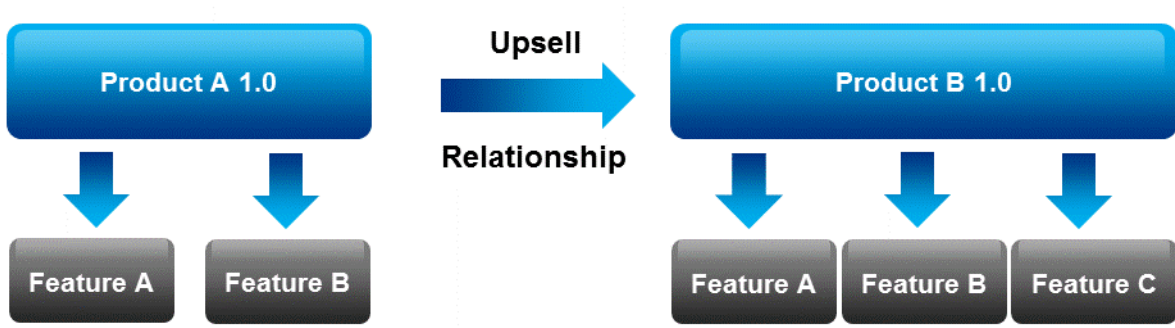 Product A 1.0
Upsell
Relationship
Product B 1.0
Feature A
Feature B
Feature A
Feature B
Feature C